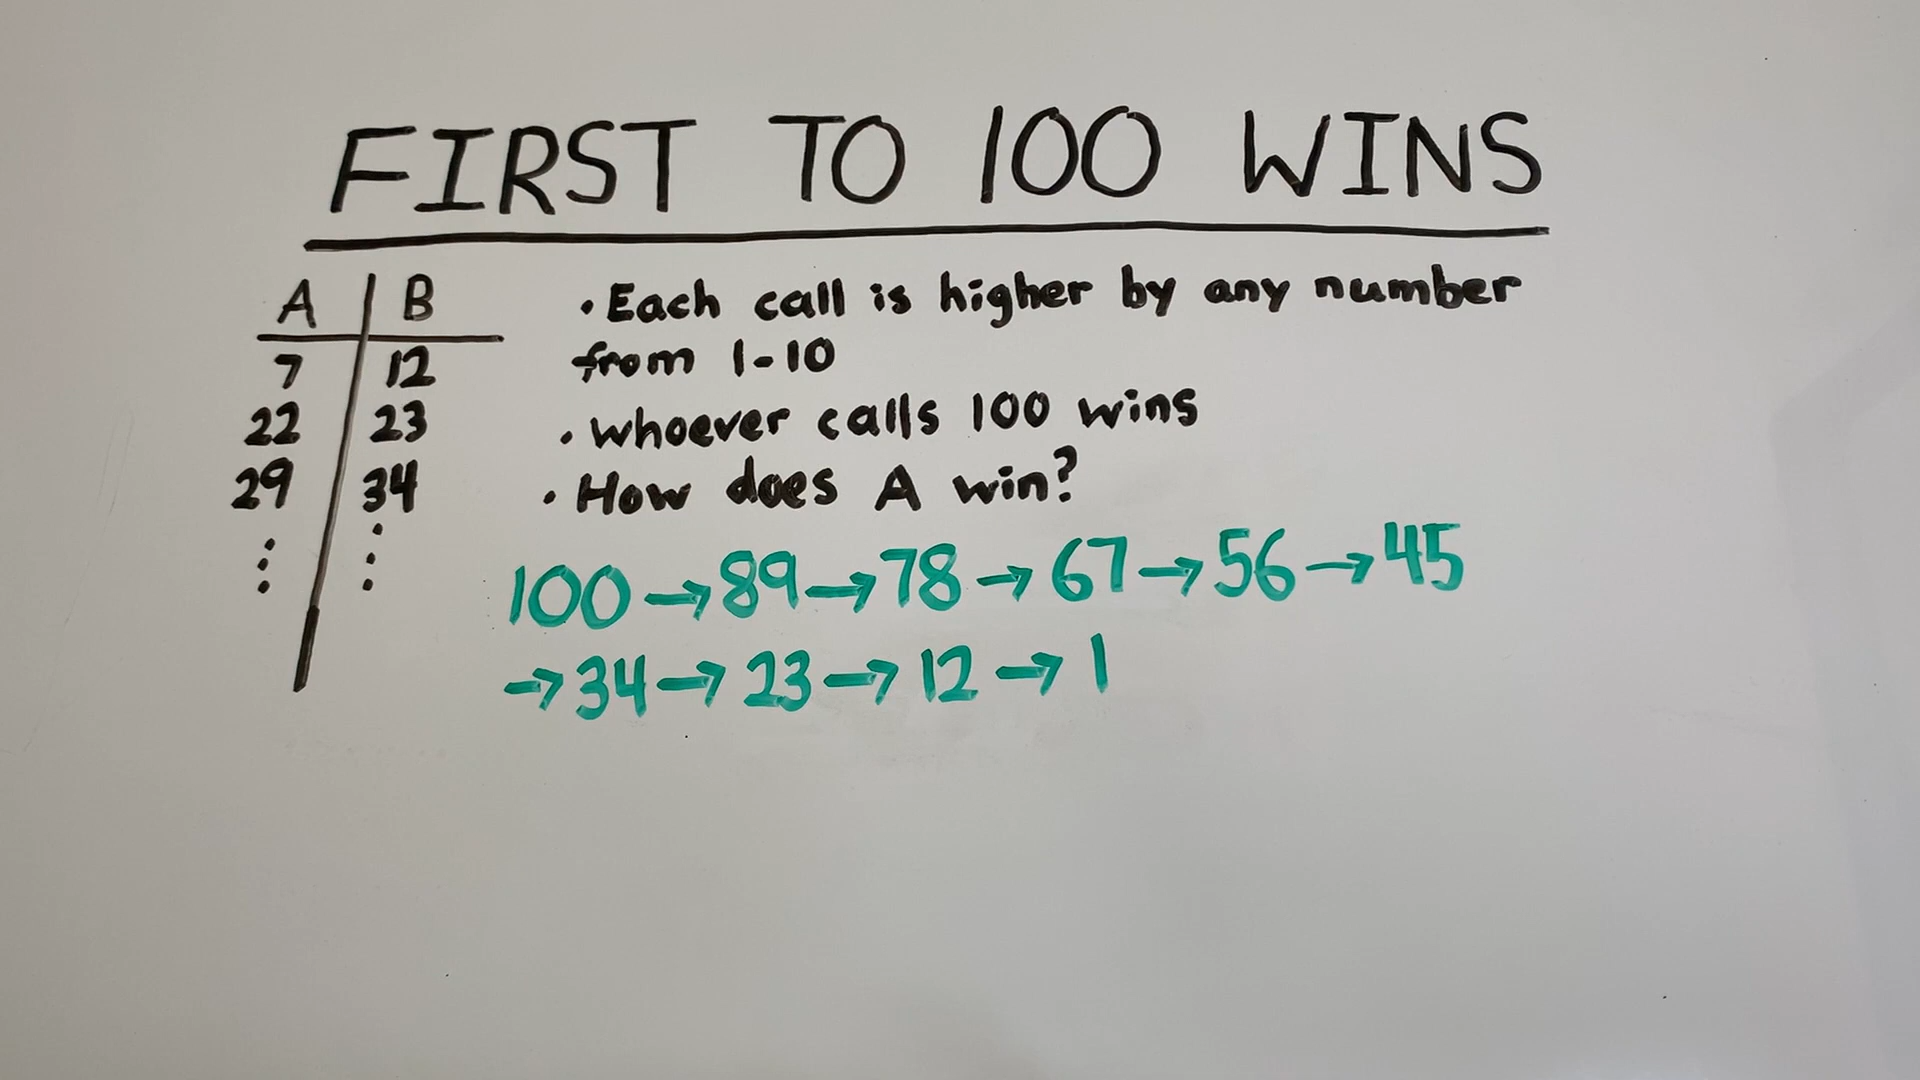 FIRST TO 100 WINS
A B
7 12
22 23
29 34
⋮ ⋮
• Each call is higher by any number
from 1-10
• whoever calls 100 wins
• How does A win?
100 → 89 → 78 → 67 → 56 → 45
→ 34 → 23 → 12 → 1